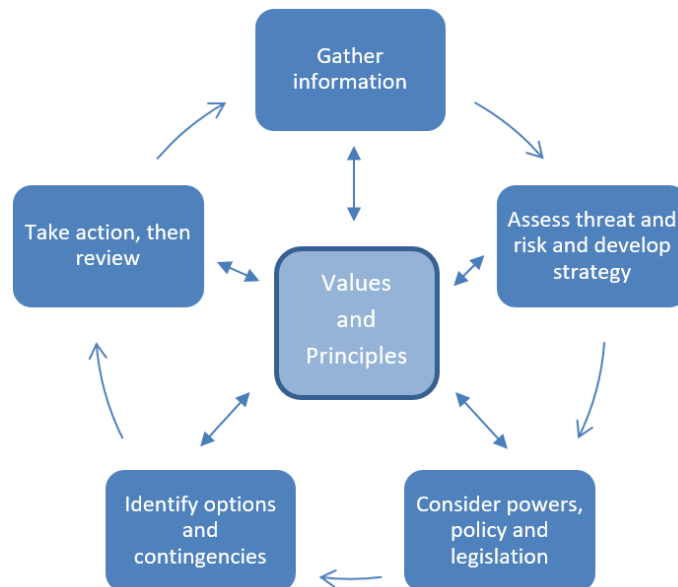 Gather
information
Assess threat and
risk and develop
strategy
Consider powers,
policy and
legislation
Identify options
and
contingencies
Take action, then
review
Values
and
Principles